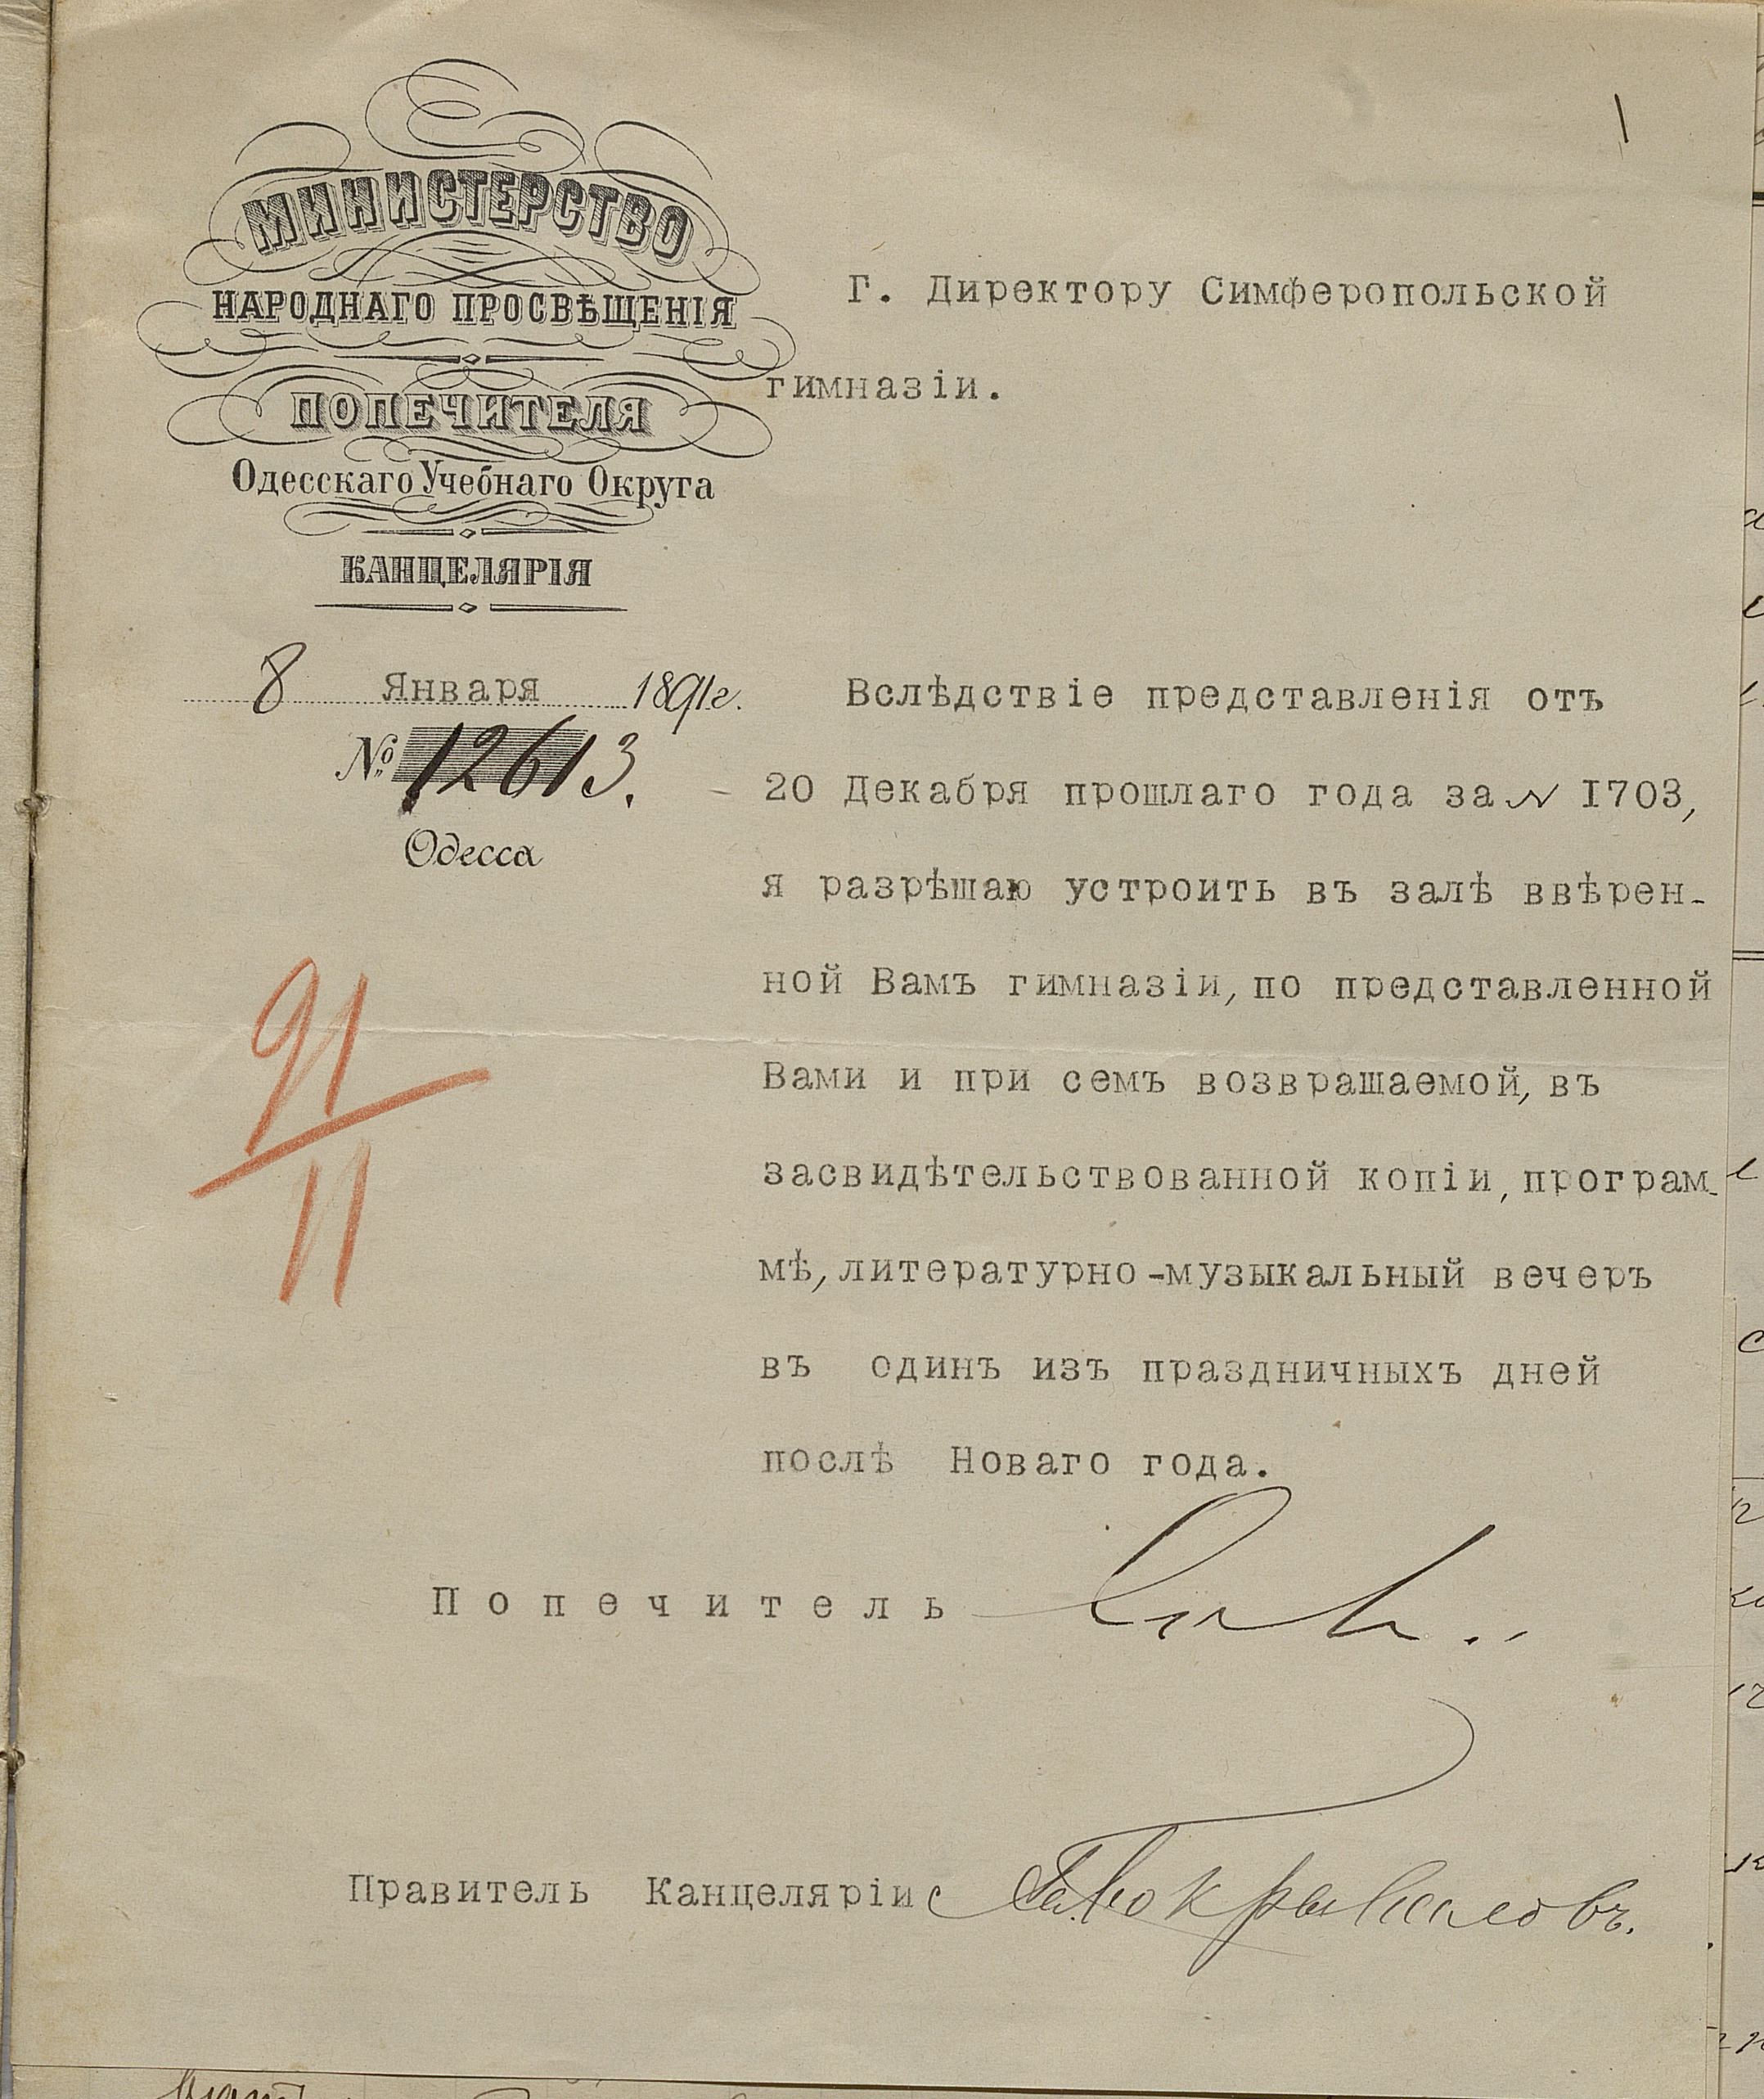 1
МИНИСТЕРСТВО
НАРОДНАГО ПРОСВѢЩЕНІЯ
ПОПЕЧИТЕЛЯ
Одесскаго Учебнаго Округа
КАНЦЕЛЯРІЯ
8 Января 1891 г.
№ 12613.
Одесса
91
11
Г. Директору Симферопольской
гимназіи.
Вслѣдствіе представленія отъ
20 Декабря прошлаго года за N 1703,
я разрѣшаю устроить въ залѣ ввѣрен-
ной Вамъ гимназіи, по представленной
Вами и при семъ возвращаемой, въ
засвидѣтельствованной копіи, програм-
мѣ, литературно-музыкальный вечеръ
въ одинъ изъ праздничныхъ дней
послѣ Новаго года.
Попечитель
Правитель Канцеляріи